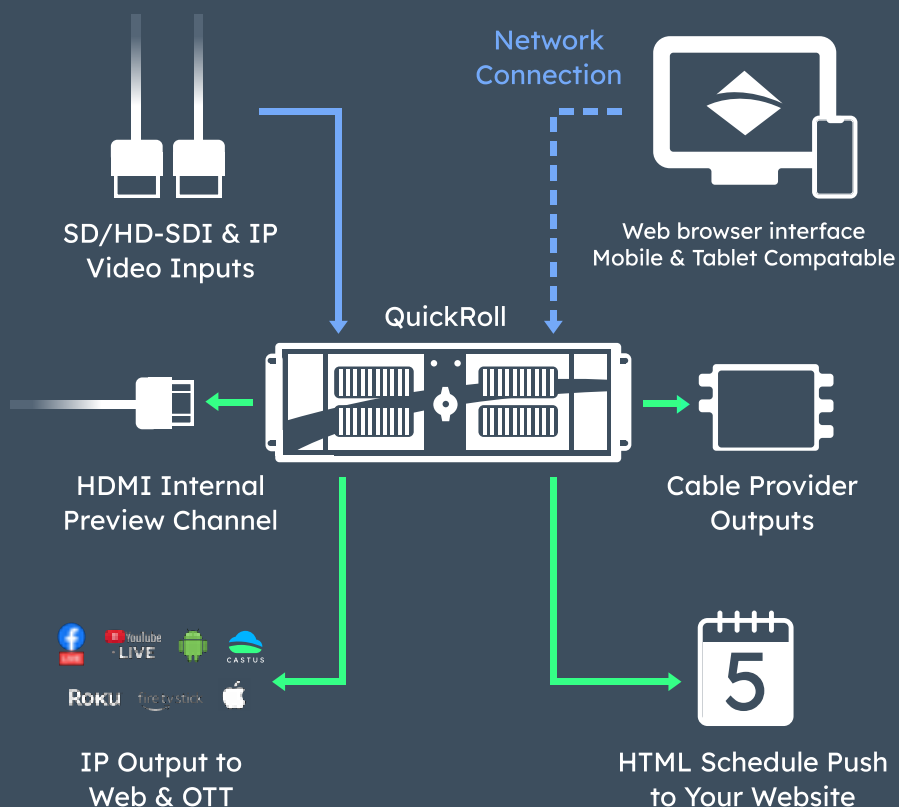 Network
Connection
SD/HD-SDI & IP
Video Inputs
Web browser interface
Mobile & Tablet Compatable
QuickRoll
HDMI Internal
Preview Channel
Cable Provider
Outputs
LIVE
YouTube
LIVE
CASTUS
ROKU
fire tv stick
5
IP Output to
Web & OTT
HTML Schedule Push
to Your Website